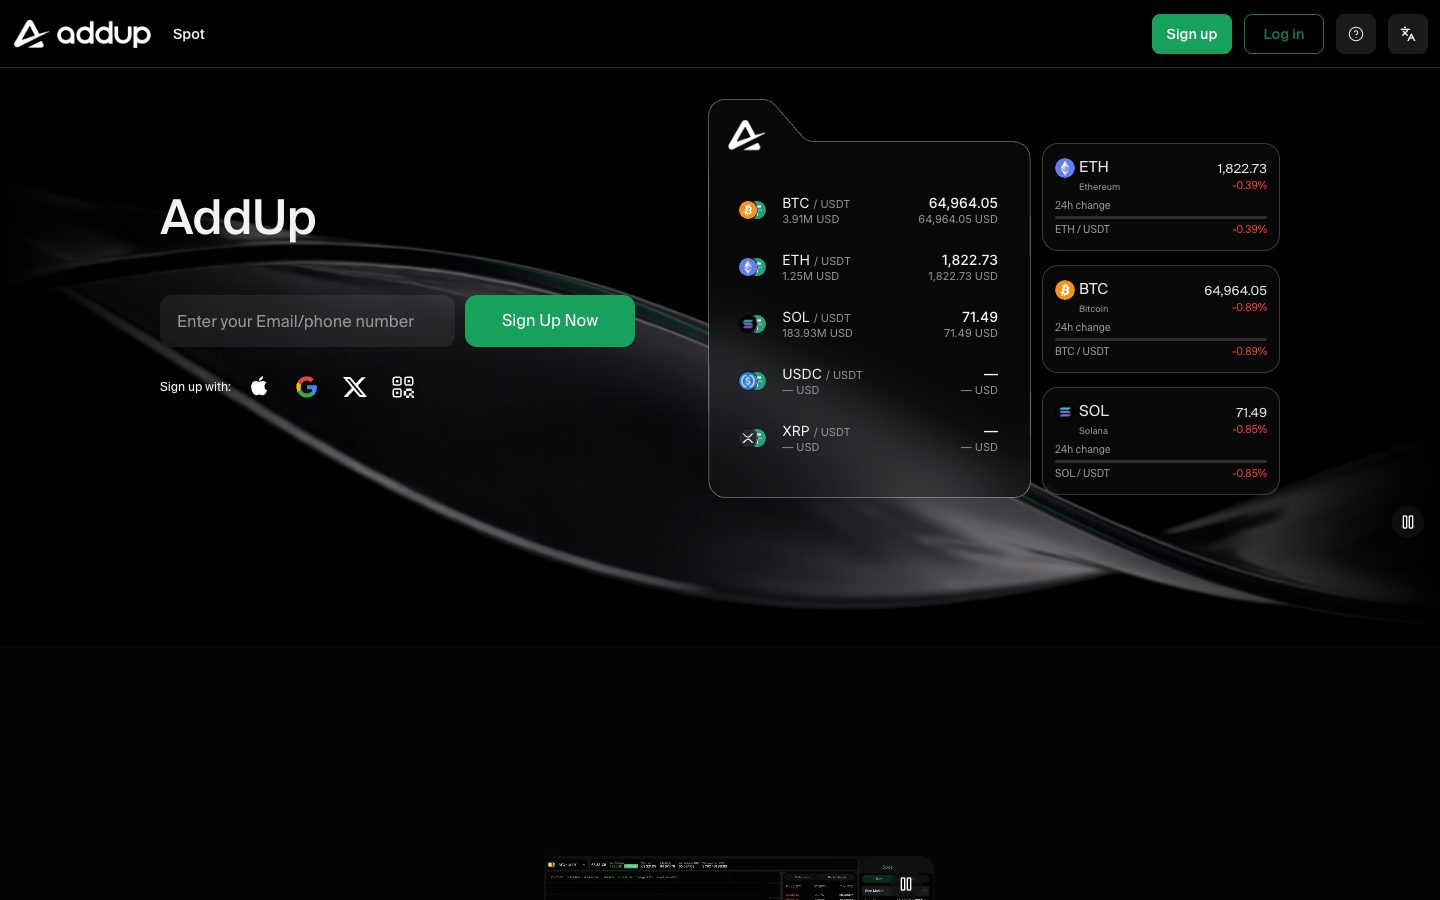 addup
Spot
Sign up
Log in
AddUp
Enter your Email/phone number
Sign Up Now
Sign up with:
BTC / USDT 64,964.05
3.91M USD 64,964.05 USD
ETH / USDT 1,822.73
1.25M USD 1,822.73 USD
SOL / USDT 71.49
183.93M USD 71.49 USD
USDC / USDT —
— USD — USD
XRP / USDT —
— USD — USD
ETH 1,822.73
Ethereum -0.39%
24h change
ETH / USDT -0.39%
BTC 64,964.05
Bitcoin -0.89%
24h change
BTC / USDT -0.89%
SOL 71.49
Solana -0.85%
24h change
SOL / USDT -0.85%
Spot